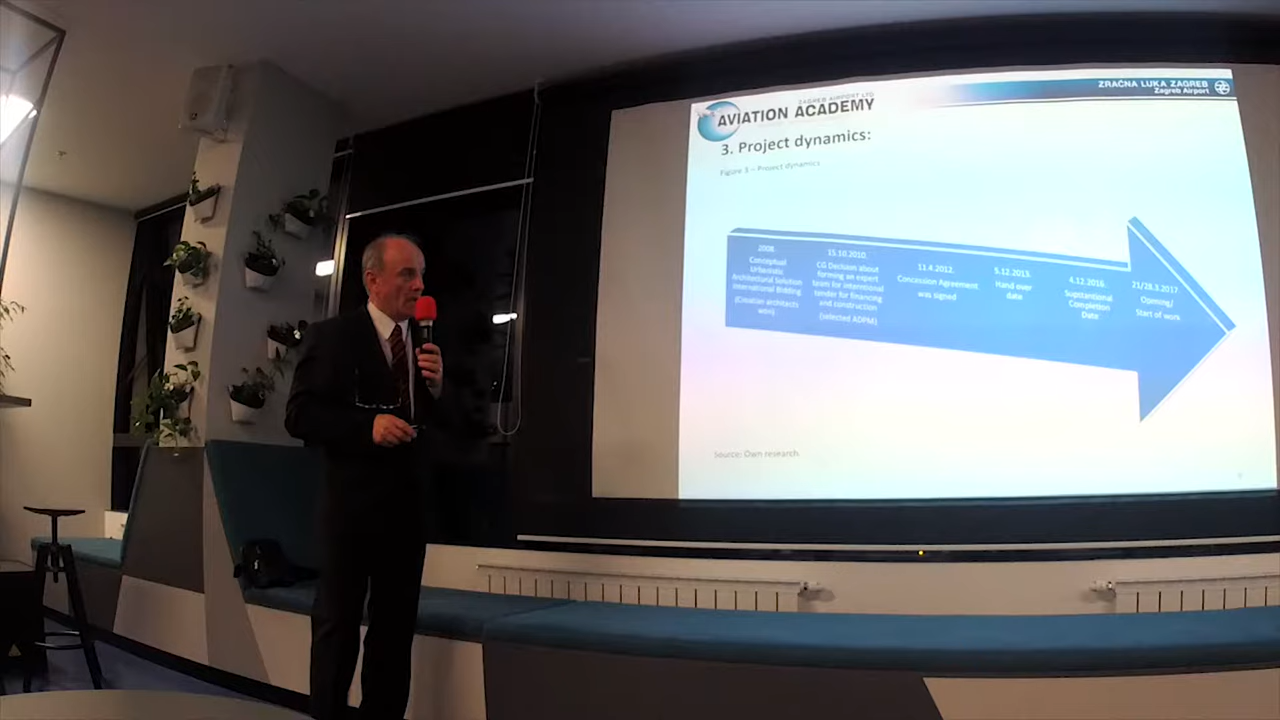 ZAGREB AIRPORT LTD
AVIATION ACADEMY
ZRAČNA LUKA ZAGREB
Zagreb Airport
3. Project dynamics:
Figure 3 – Project dynamics
2008
Conceptual
Urbanistic
Architectonial Solution
International Bidding
(Croatian architects
won)
15.10.2010.
CG Decision about
forming an expert
team for intentional
tender for financing
and construction
(selected ADPM)
11.4.2012.
Concession Agreement
was signed
5.12.2013.
Hand over
date
4.12.2016.
Supstantional
Completion
Date
21/28.3.2017
Opening/
Start of work
Source: Own research.